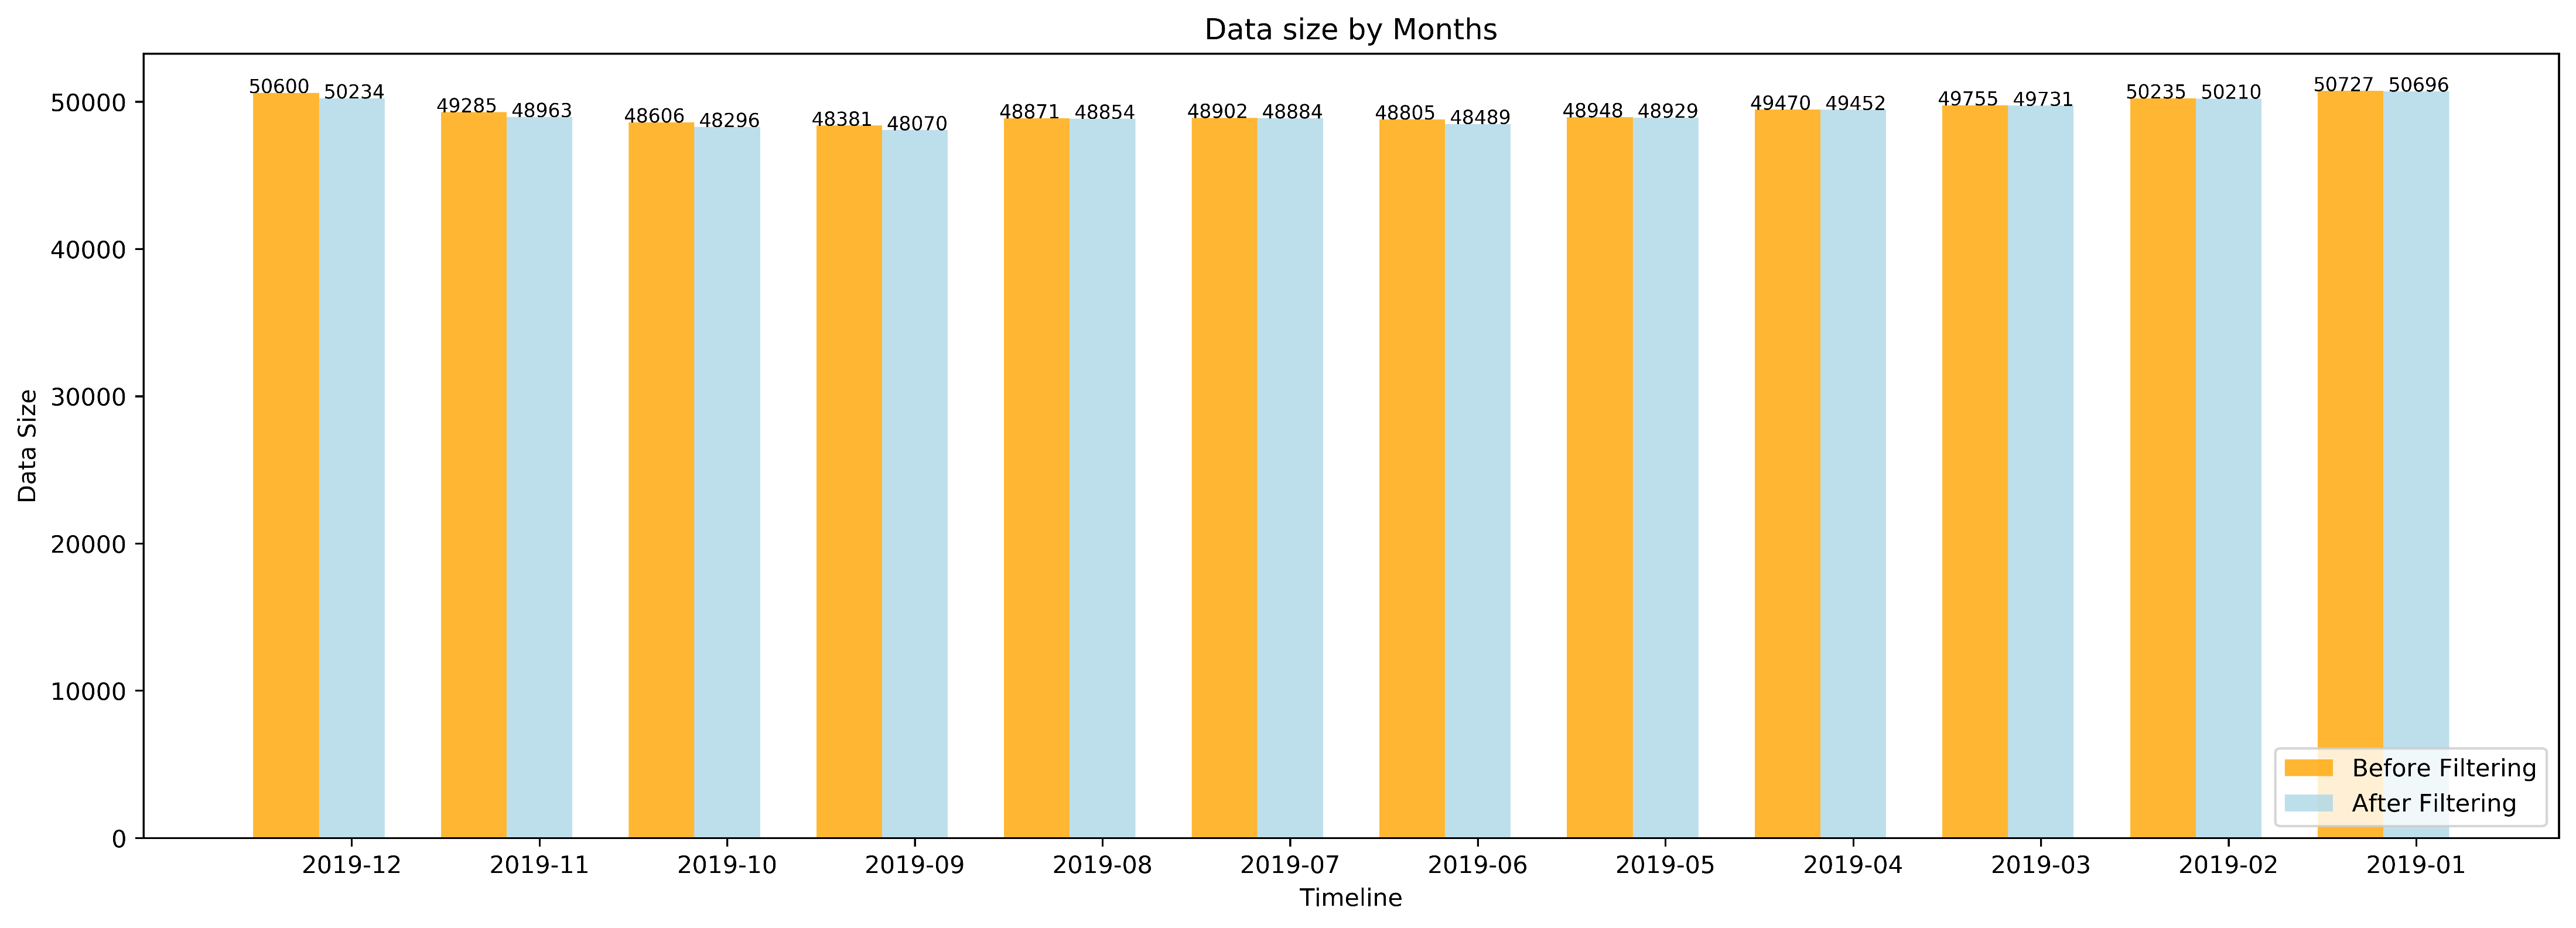 Data size by Months
50600 50234 49285 48963 48606 48296 48381 48070 48871 48854 48902 48884 48805 48489 48948 48929 49470 49452 49755 49731 50235 50210 50727 50696
50000
40000
30000
20000
10000
0
Data Size
Before Filtering
After Filtering
2019-12 2019-11 2019-10 2019-09 2019-08 2019-07 2019-06 2019-05 2019-04 2019-03 2019-02 2019-01
Timeline